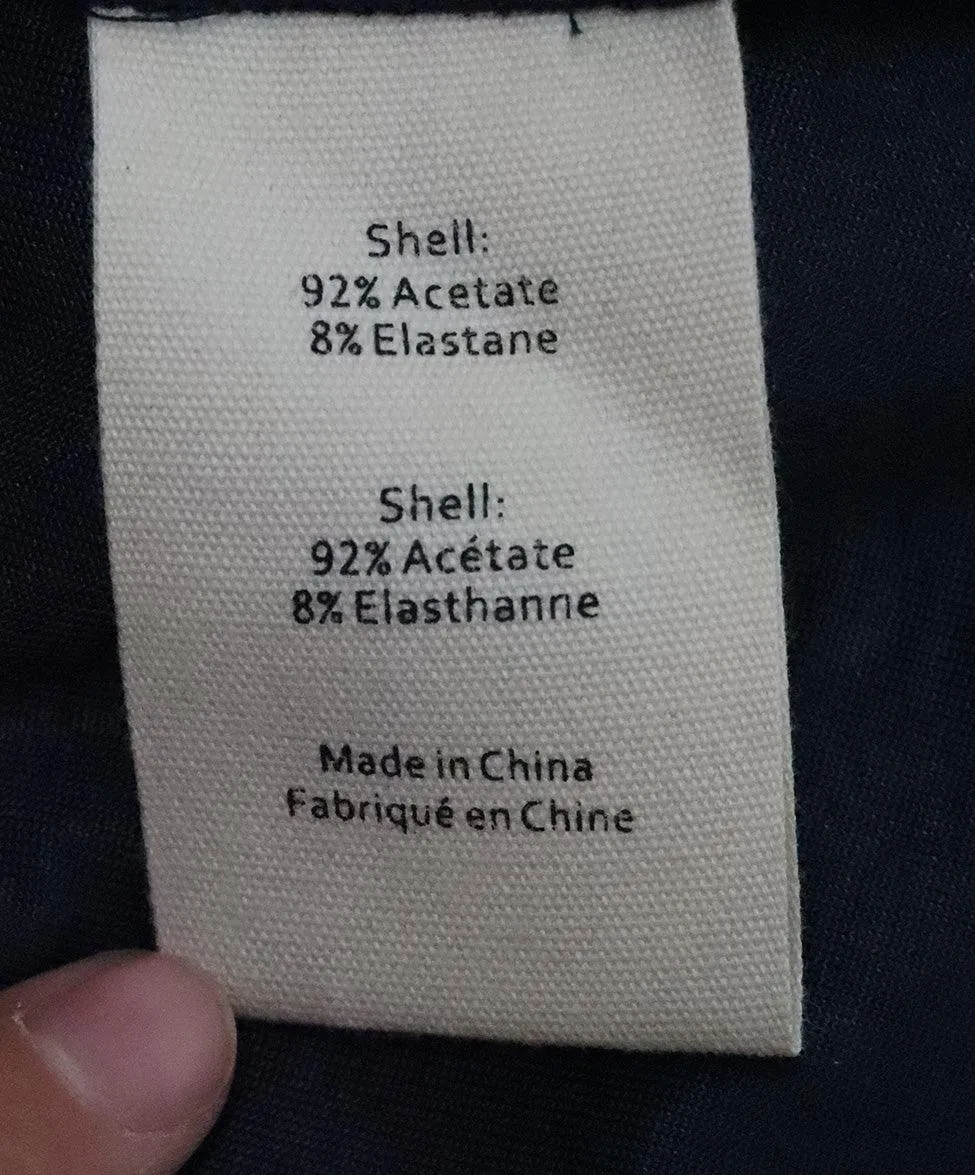 Shell:
92% Acetate
8% Elastane
Shell:
92% Acétate
8% Elasthanne
Made in China
Fabriqué en Chine